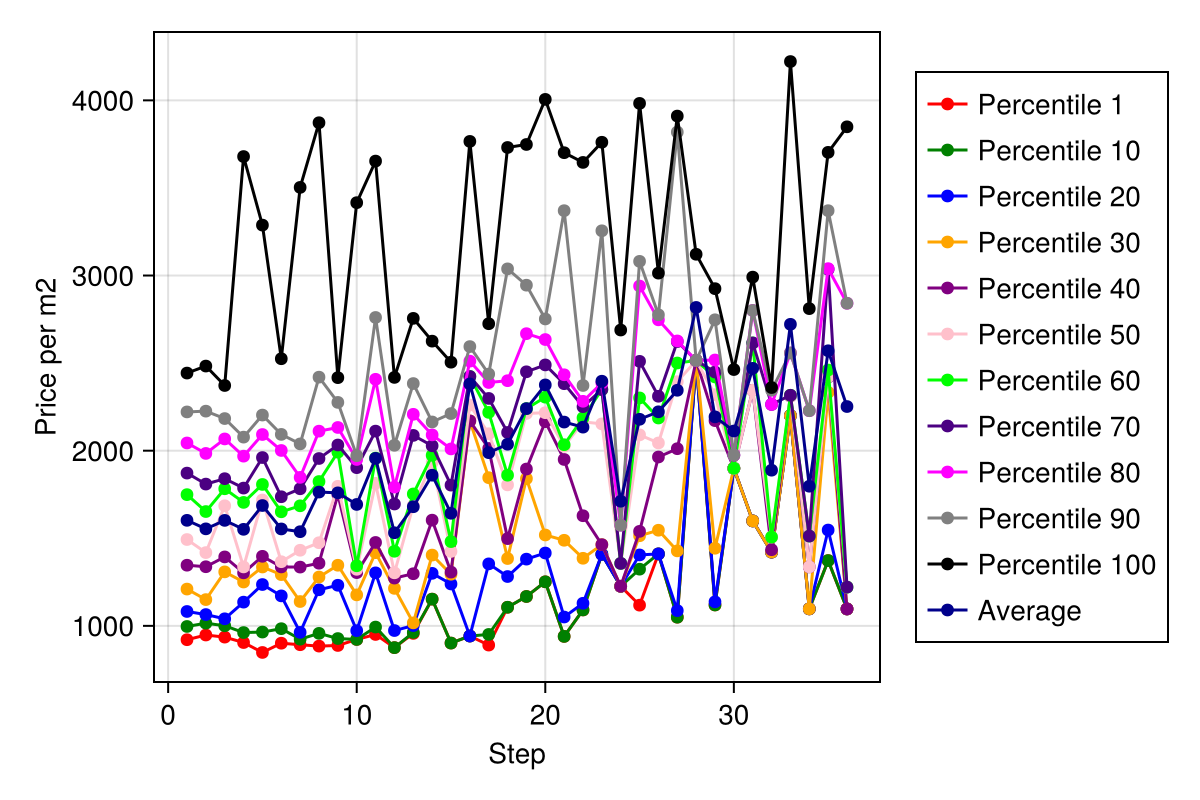 4000
3000
2000
1000
Price per m2
0
10
20
30
Step
Percentile 1
Percentile 10
Percentile 20
Percentile 30
Percentile 40
Percentile 50
Percentile 60
Percentile 70
Percentile 80
Percentile 90
Percentile 100
Average